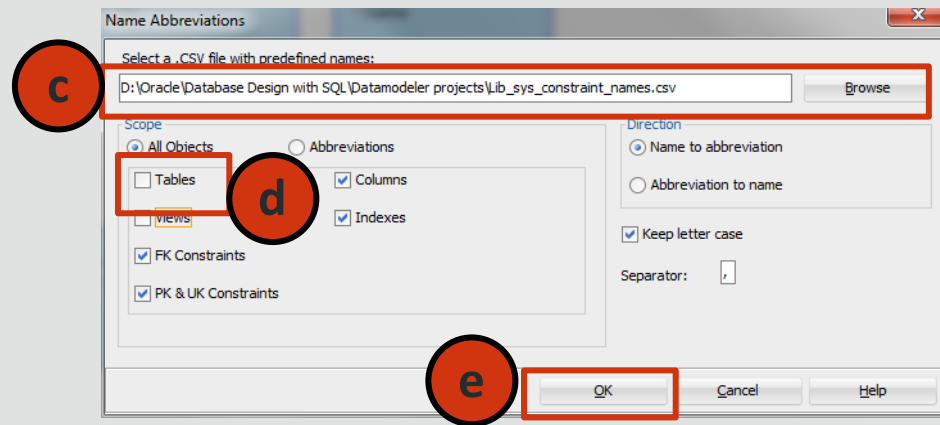 Name Abbreviations
x
Select a .CSV file with predefined names:
c
D:\Oracle\Database Design with SQL\Datamodeler projects\Lib_sys_constraint_names.csv
Browse
Scope
Direction
All Objects
Abbreviations
Name to abbreviation
Tables
d
Columns
Abbreviation to name
Views
Indexes
Keep letter case
FK Constraints
Separator: ,
PK & UK Constraints
e
OK
Cancel
Help